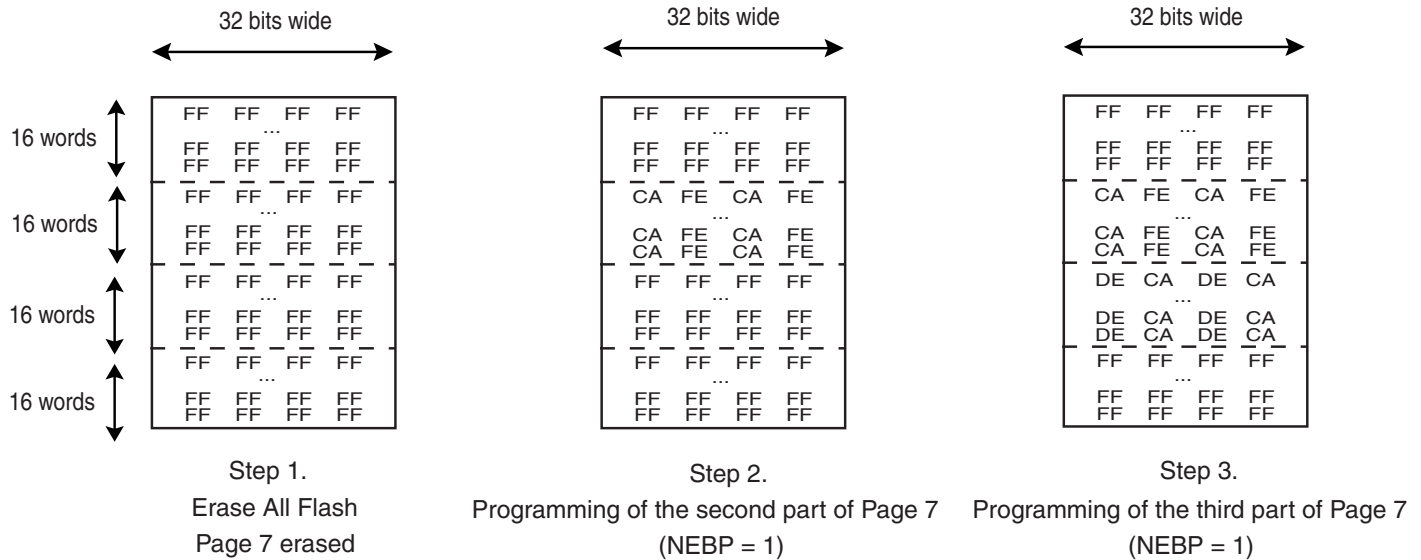 32 bits wide
32 bits wide
32 bits wide
16 words
16 words
16 words
16 words
FF FF FF FF
...
FF FF FF FF
FF FF FF FF
FF FF FF FF
...
FF FF FF FF
FF FF FF FF
FF FF FF FF
...
FF FF FF FF
FF FF FF FF
FF FF FF FF
...
FF FF FF FF
FF FF FF FF
Step 1.
Erase All Flash
Page 7 erased
FF FF FF FF
...
FF FF FF FF
FF FF FF FF
CA FE CA FE
...
CA FE CA FE
CA FE CA FE
FF FF FF FF
...
FF FF FF FF
FF FF FF FF
FF FF FF FF
...
FF FF FF FF
FF FF FF FF
Step 2.
Programming of the second part of Page 7
(NEBP = 1)
FF FF FF FF
...
FF FF FF FF
FF FF FF FF
CA FE CA FE
...
CA FE CA FE
CA FE CA FE
DE CA DE CA
...
DE CA DE CA
DE CA DE CA
FF FF FF FF
...
FF FF FF FF
FF FF FF FF
Step 3.
Programming of the third part of Page 7
(NEBP = 1)